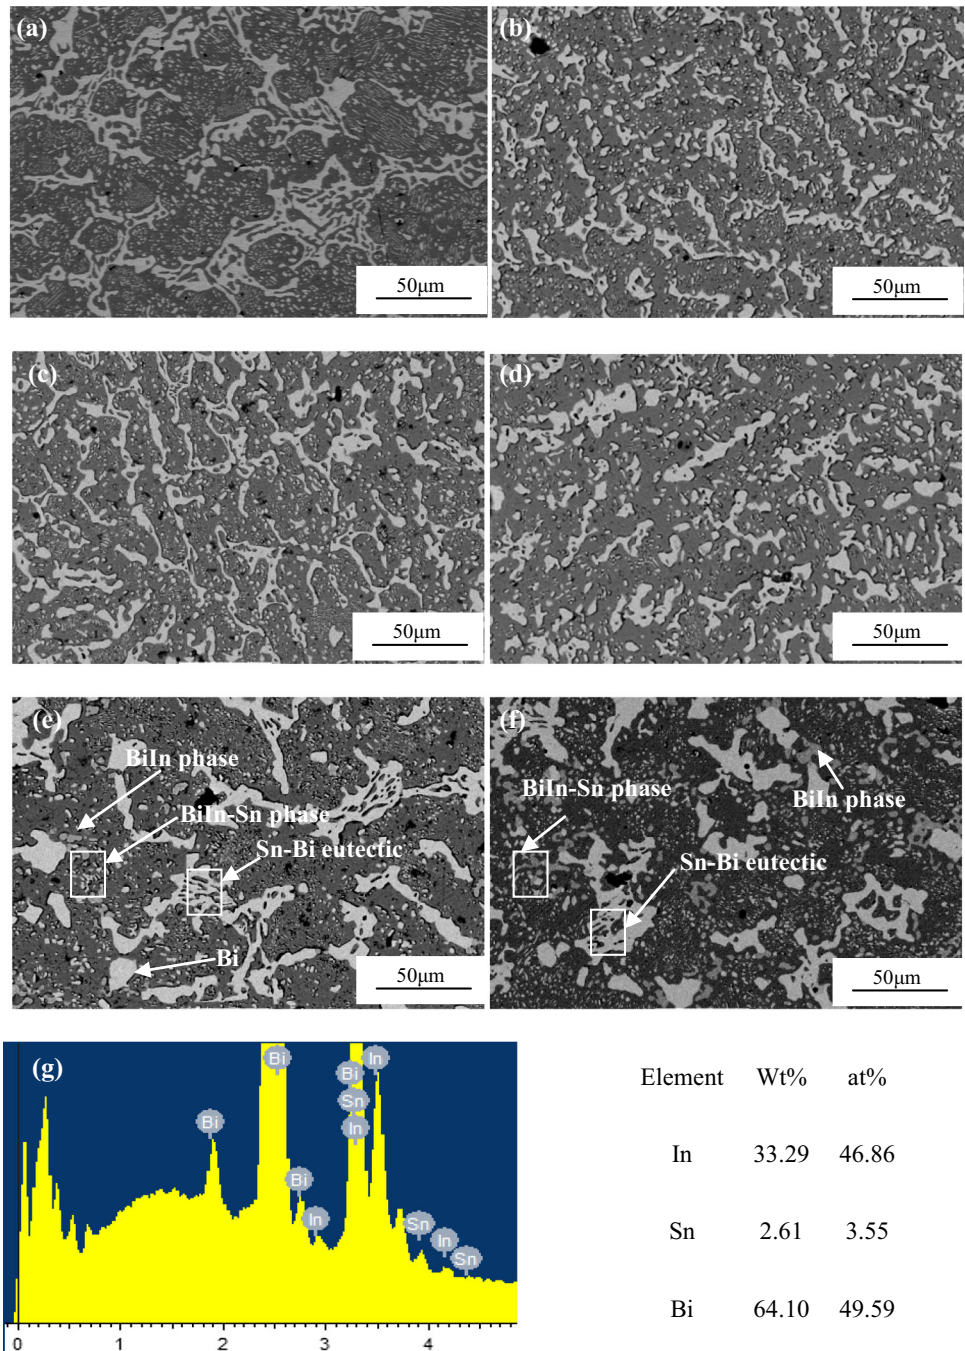 (a)
(b)
50μm
50μm
(c)
(d)
50μm
50μm
(e)
(f)
BiIn phase
BiIn-Sn phase
Sn-Bi eutectic
Bi
50μm
BiIn-Sn phase
BiIn phase
Sn-Bi eutectic
50μm
(g)
Bi
Bi
Bi
In
Bi
Sn
In
In
Sn
In
Sn
0 1 2 3 4
Element Wt% at%
In 33.29 46.86
Sn 2.61 3.55
Bi 64.10 49.59